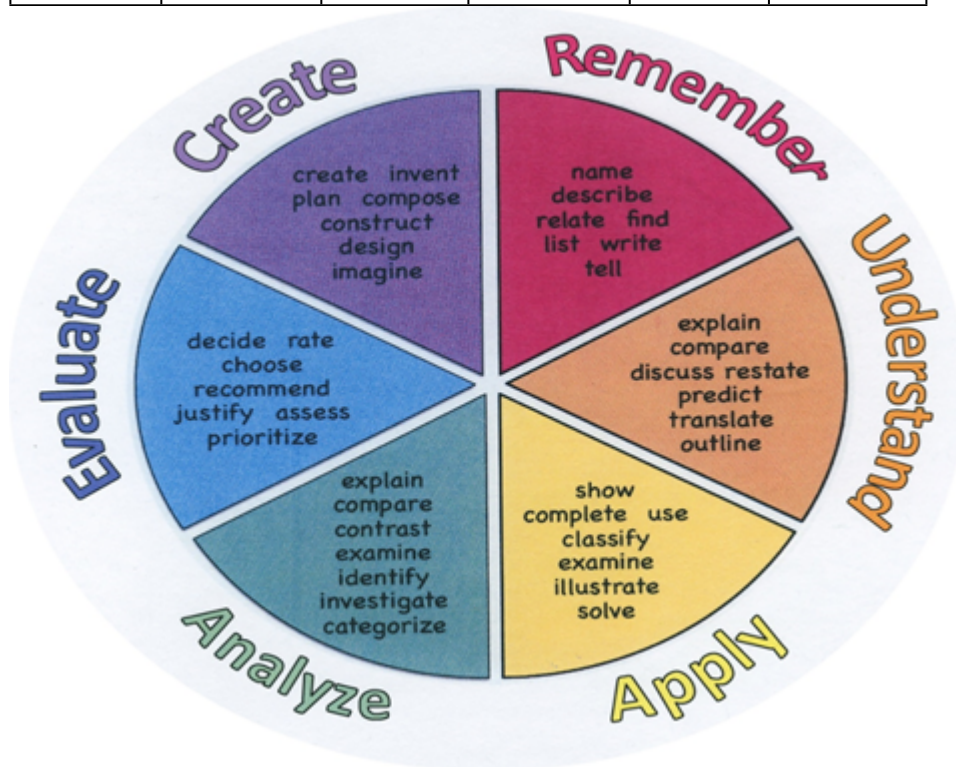 Create
Remember
create invent
plan compose
construct
design
imagine
name
describe
relate find
list write
tell
Understand
explain
compare
discuss restate
predict
translate
outline
Evaluate
decide rate
choose
recommend
justify assess
prioritize
explain
compare
contrast
examine
identify
investigate
categorize
Analyze
show
complete use
classify
examine
illustrate
solve
Apply